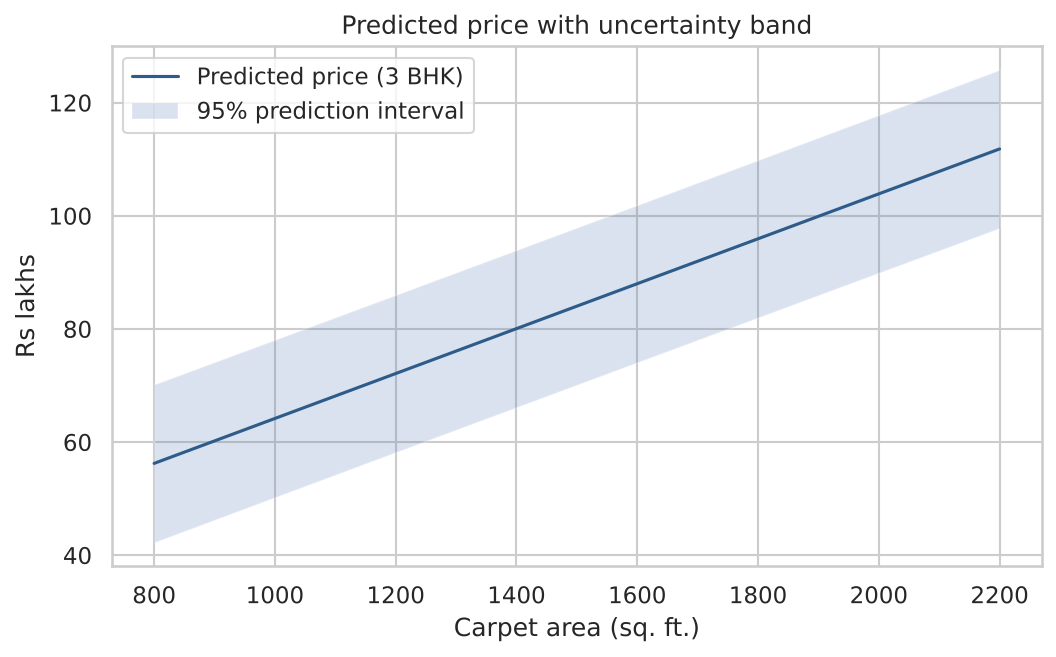 Predicted price with uncertainty band
Predicted price (3 BHK)
95% prediction interval
120
100
80
60
40
Rs lakhs
800 1000 1200 1400 1600 1800 2000 2200
Carpet area (sq. ft.)